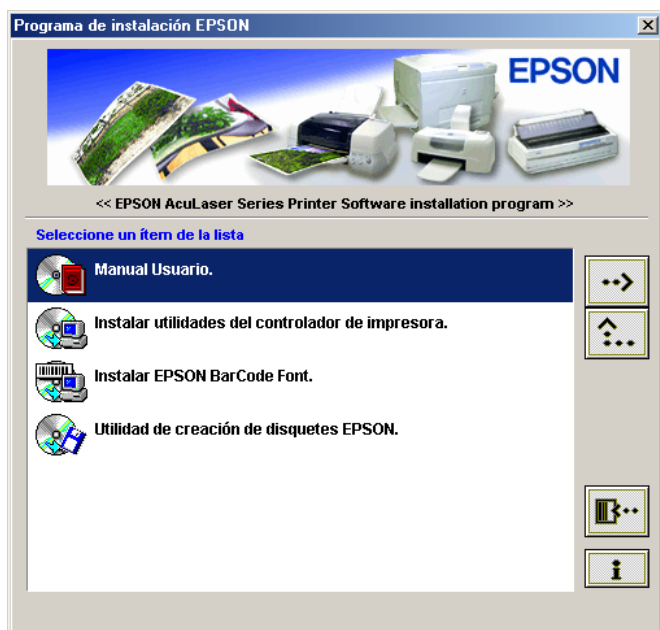 Programa de instalación EPSON
EPSON
<< EPSON AcuLaser Series Printer Software installation program >>
Seleccione un ítem de la lista
Manual Usuario.
Instalar utilidades del controlador de impresora.
Instalar EPSON BarCode Font.
Utilidad de creación de disquetes EPSON.
i